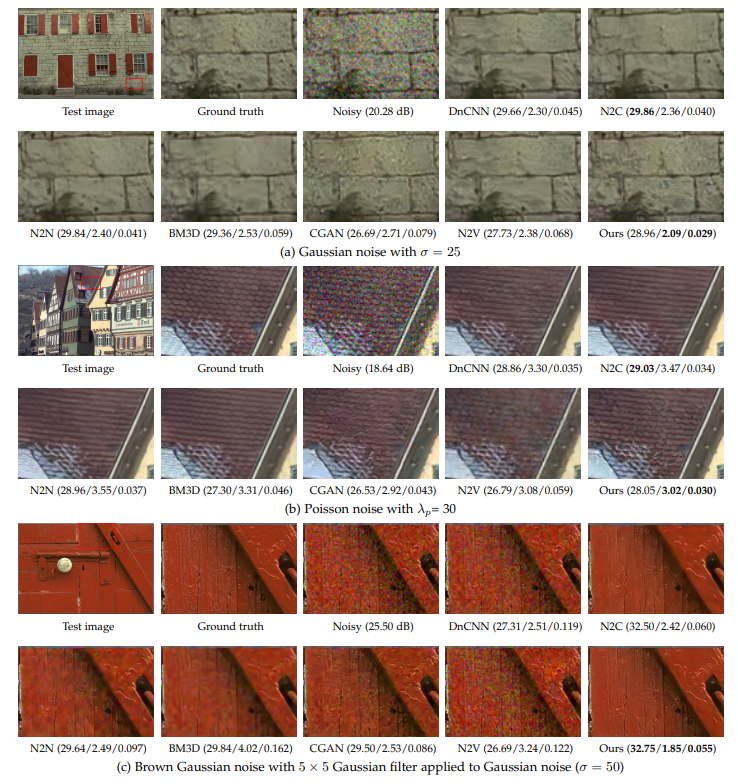 Test image Ground truth Noisy (20.28 dB) DnCNN (29.66/2.30/0.045) N2C (29.86/2.36/0.040)
N2N (29.84/2.40/0.041) BM3D (29.36/2.53/0.059) CGAN (26.69/2.71/0.079) N2V (27.73/2.38/0.068) Ours (28.96/2.09/0.029)
(a) Gaussian noise with σ = 25
Test image Ground truth Noisy (18.64 dB) DnCNN (28.86/3.30/0.035) N2C (29.03/3.47/0.034)
N2N (28.96/3.55/0.037) BM3D (27.30/3.31/0.046) CGAN (26.53/2.92/0.043) N2V (26.79/3.08/0.059) Ours (28.05/3.02/0.030)
(b) Poisson noise with λp= 30
Test image Ground truth Noisy (25.50 dB) DnCNN (27.31/2.51/0.119) N2C (32.50/2.42/0.060)
N2N (29.64/2.49/0.097) BM3D (29.84/4.02/0.162) CGAN (29.50/2.53/0.086) N2V (26.69/3.24/0.122) Ours (32.75/1.85/0.055)
(c) Brown Gaussian noise with 5 × 5 Gaussian filter applied to Gaussian noise (σ = 50)